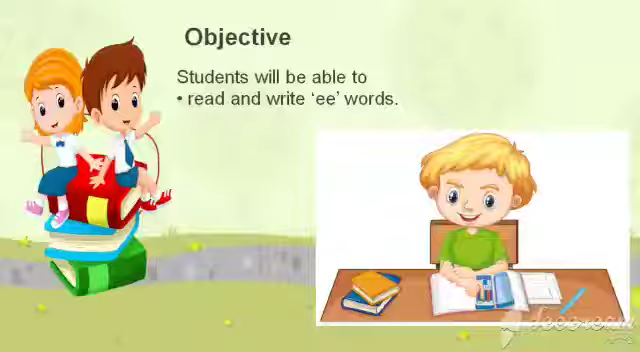 Objective
Students will be able to
• read and write ‘ee’ words.